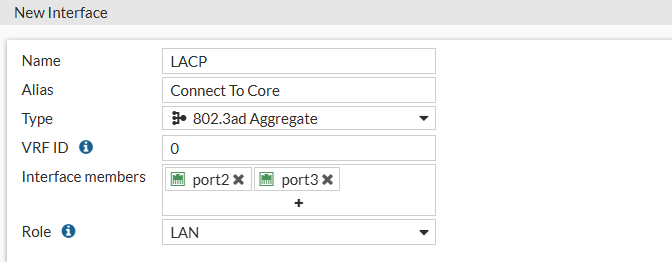 New Interface
Name LACP
Alias Connect To Core
Type 802.3ad Aggregate
VRF ID 0
Interface members port2 port3
Role LAN